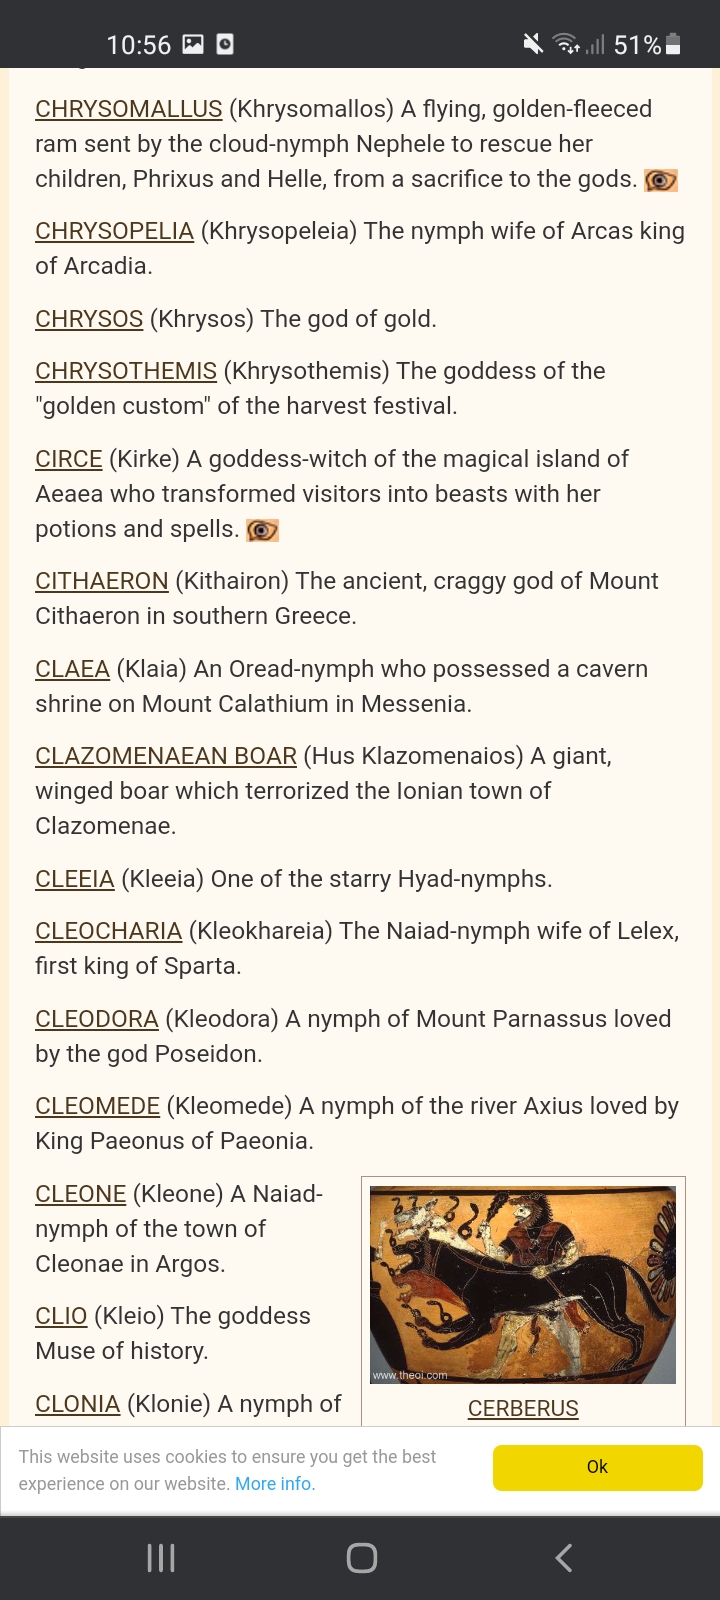 10:56
51%
CHRYSOMALLUS (Khrysomallos) A flying, golden-fleeced
ram sent by the cloud-nymph Nephele to rescue her
children, Phrixus and Helle, from a sacrifice to the gods.
CHRYSOPELIA (Khrysopeleia) The nymph wife of Arcas king
of Arcadia.
CHRYSOS (Khrysos) The god of gold.
CHRYSOTHEMIS (Khrysothemis) The goddess of the
"golden custom" of the harvest festival.
CIRCE (Kirke) A goddess-witch of the magical island of
Aeaea who transformed visitors into beasts with her
potions and spells.
CITHAERON (Kithairon) The ancient, craggy god of Mount
Cithaeron in southern Greece.
CLAEA (Klaia) An Oread-nymph who possessed a cavern
shrine on Mount Calathium in Messenia.
CLAZOMENAEAN BOAR (Hus Klazomenaios) A giant,
winged boar which terrorized the Ionian town of
Clazomenae.
CLEEIA (Kleeia) One of the starry Hyad-nymphs.
CLEOCHARIA (Kleokhareia) The Naiad-nymph wife of Lelex,
first king of Sparta.
CLEODORA (Kleodora) A nymph of Mount Parnassus loved
by the god Poseidon.
CLEOMEDE (Kleomede) A nymph of the river Axius loved by
King Paeonus of Paeonia.
CLEONE (Kleone) A Naiad-
nymph of the town of
Cleonae in Argos.
CLIO (Kleio) The goddess
Muse of history.
CLONIA (Klonie) A nymph of
www.theoi.com
CERBERUS
This website uses cookies to ensure you get the best
experience on our website. More info.
Ok